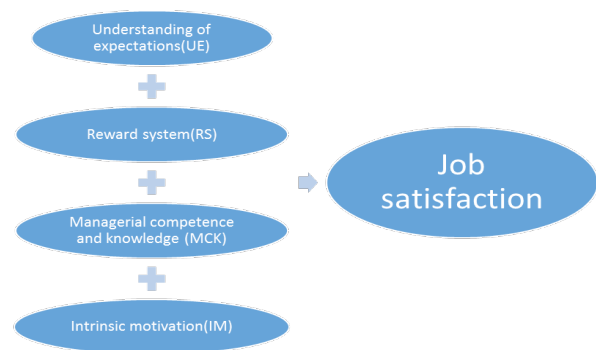 Understanding of
expectations(UE)
Reward system(RS)
Managerial competence
and knowledge (MCK)
Intrinsic motivation(IM)
Job
satisfaction